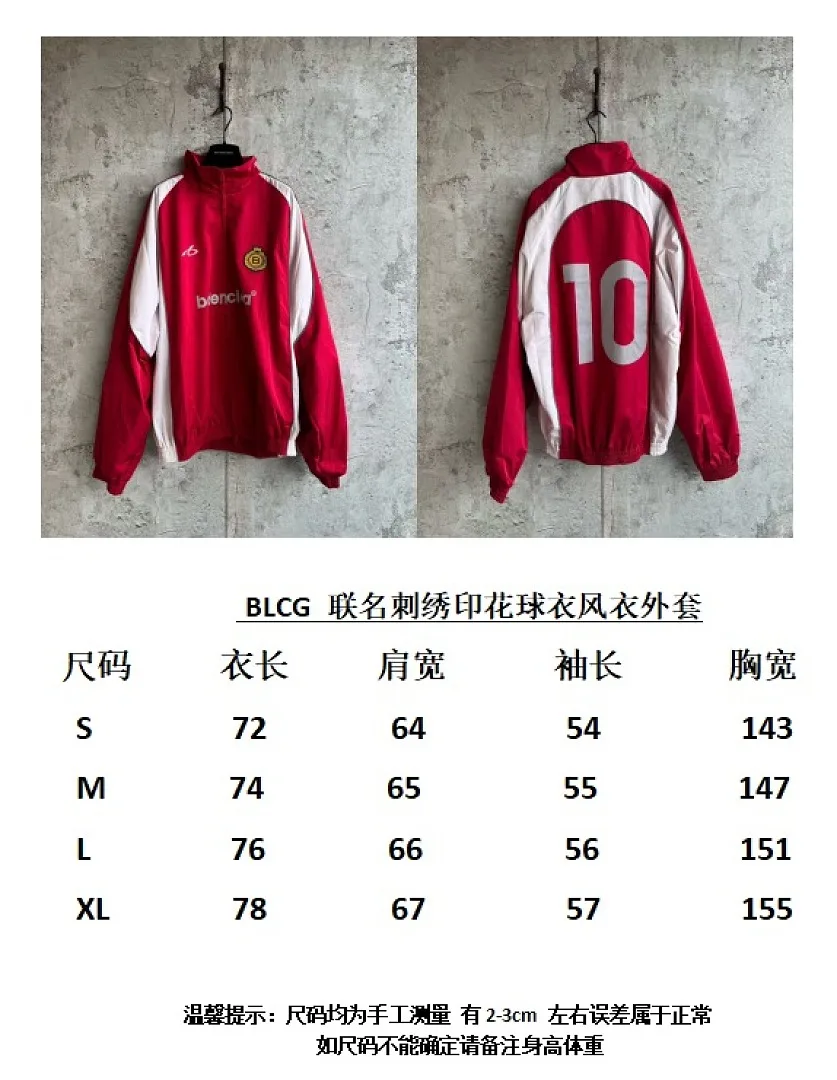 10
BLCG 联名刺绣印花球衣风衣外套
尺码 衣长 肩宽 袖长 胸宽
S 72 64 54 143
M 74 65 55 147
L 76 66 56 151
XL 78 67 57 155
温馨提示：尺码均为手工测量 有2-3cm 左右误差属于正常
如尺码不能确定请备注身高体重